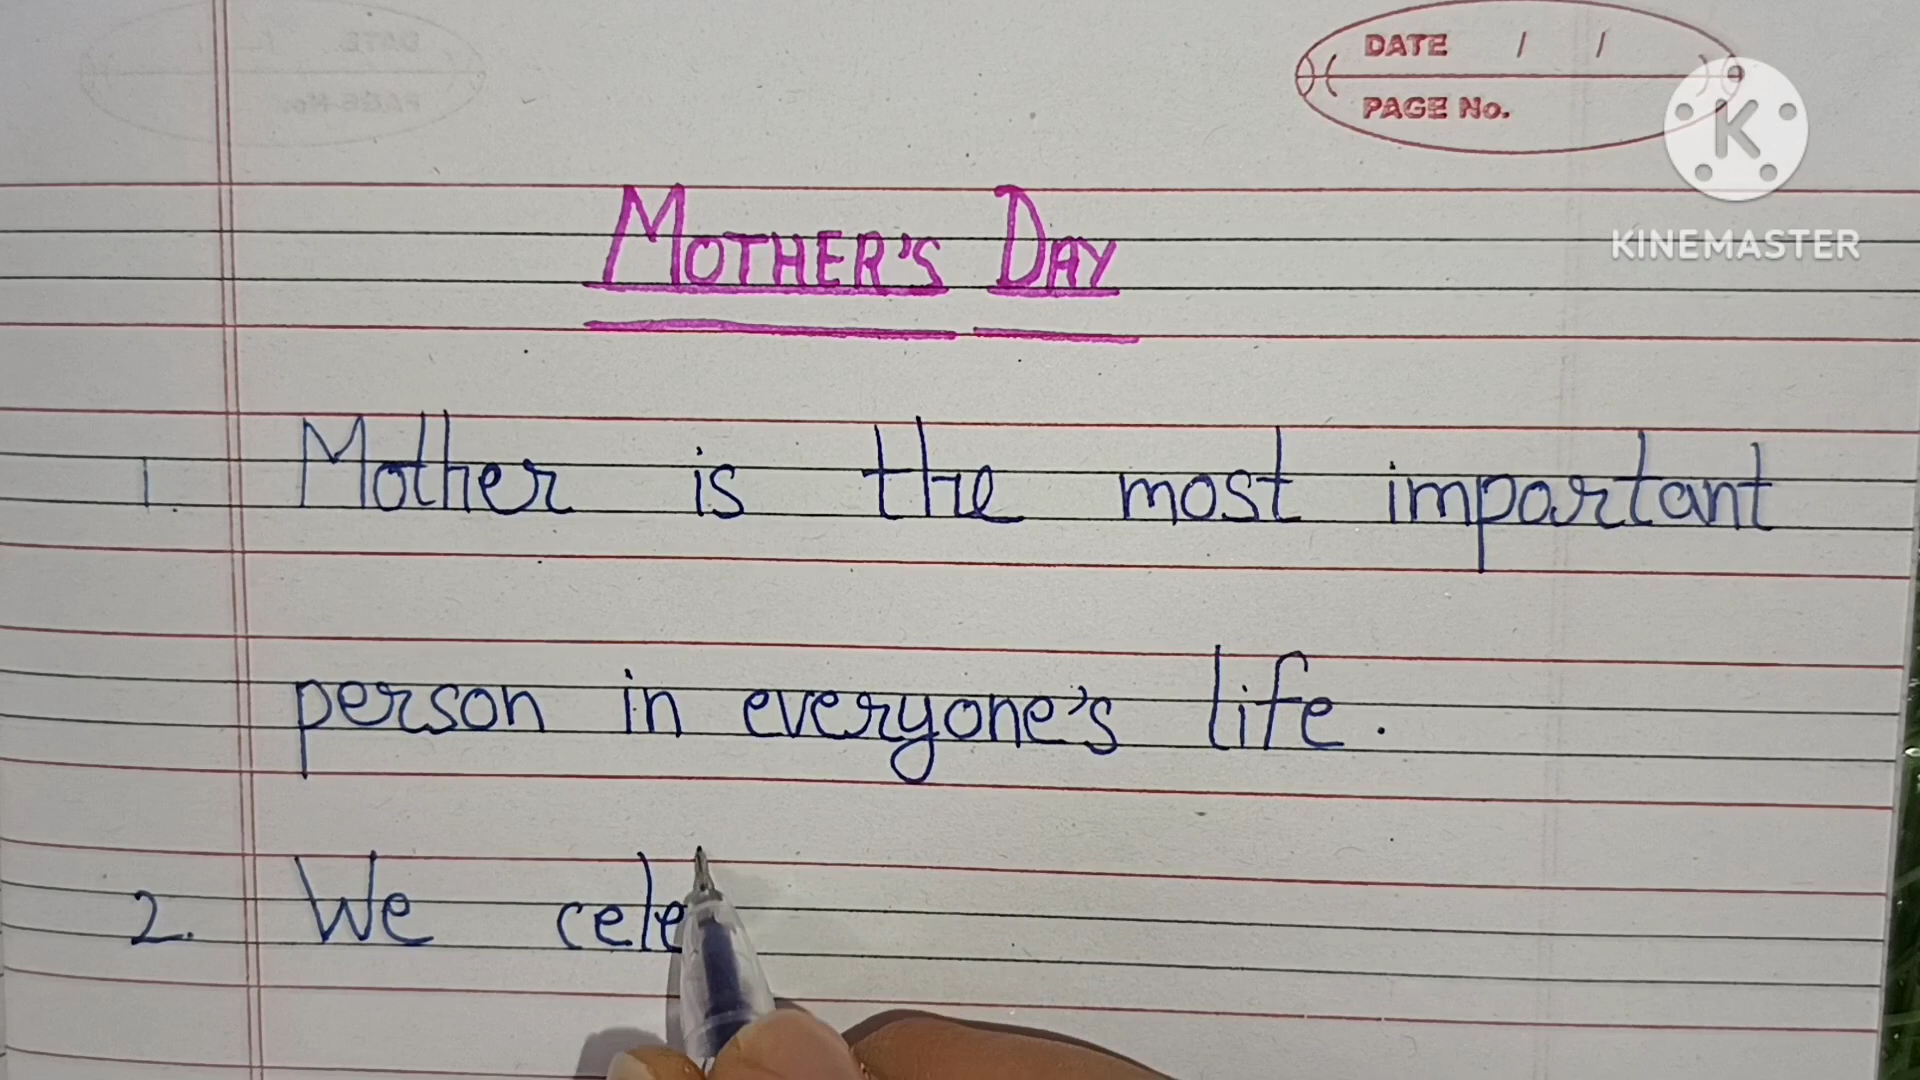 DATE / /
PAGE No.
KINEMASTER
MOTHER'S DAY
1. Mother is the most important
person in everyone's life.
2. We cele